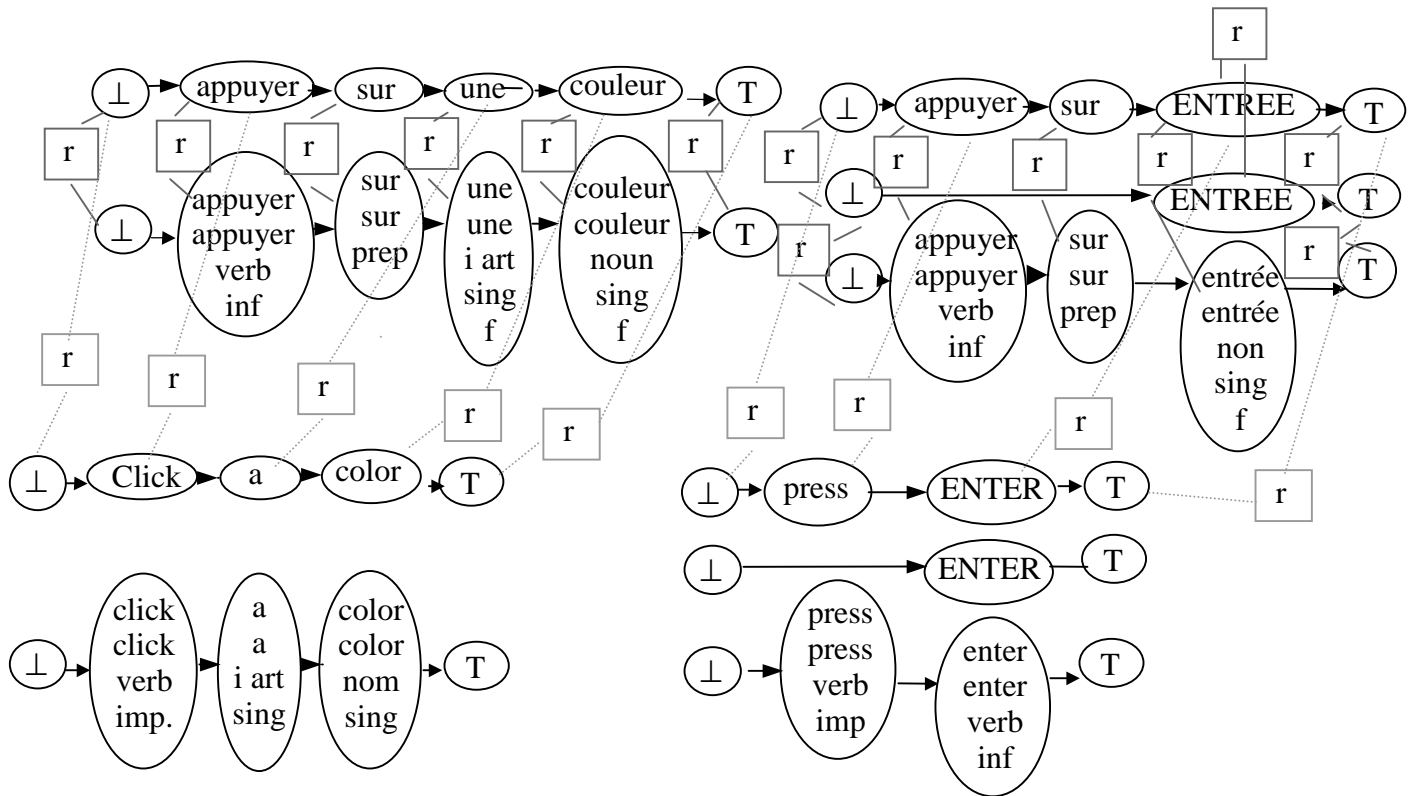 r
⊥ appuyer sur une couleur T
r r r r r r
⊥
appuyer
appuyer
verb
inf
sur
sur
prep
une
une
i art
sing
f
couleur
couleur
noun
sing
f
T
r r r r r
⊥ Click a color T
⊥
click
click
verb
imp.
a
a
i art
sing
color
color
nom
sing
T
⊥ appuyer sur ENTREE T
r r r r r
⊥ ENTREE T
r r
⊥
appuyer
appuyer
verb
inf
sur
sur
prep
entrée
entrée
non
sing
f
T
r r r r
⊥ press ENTER T
⊥ ENTER T
⊥
press
press
verb
imp
enter
enter
verb
inf
T